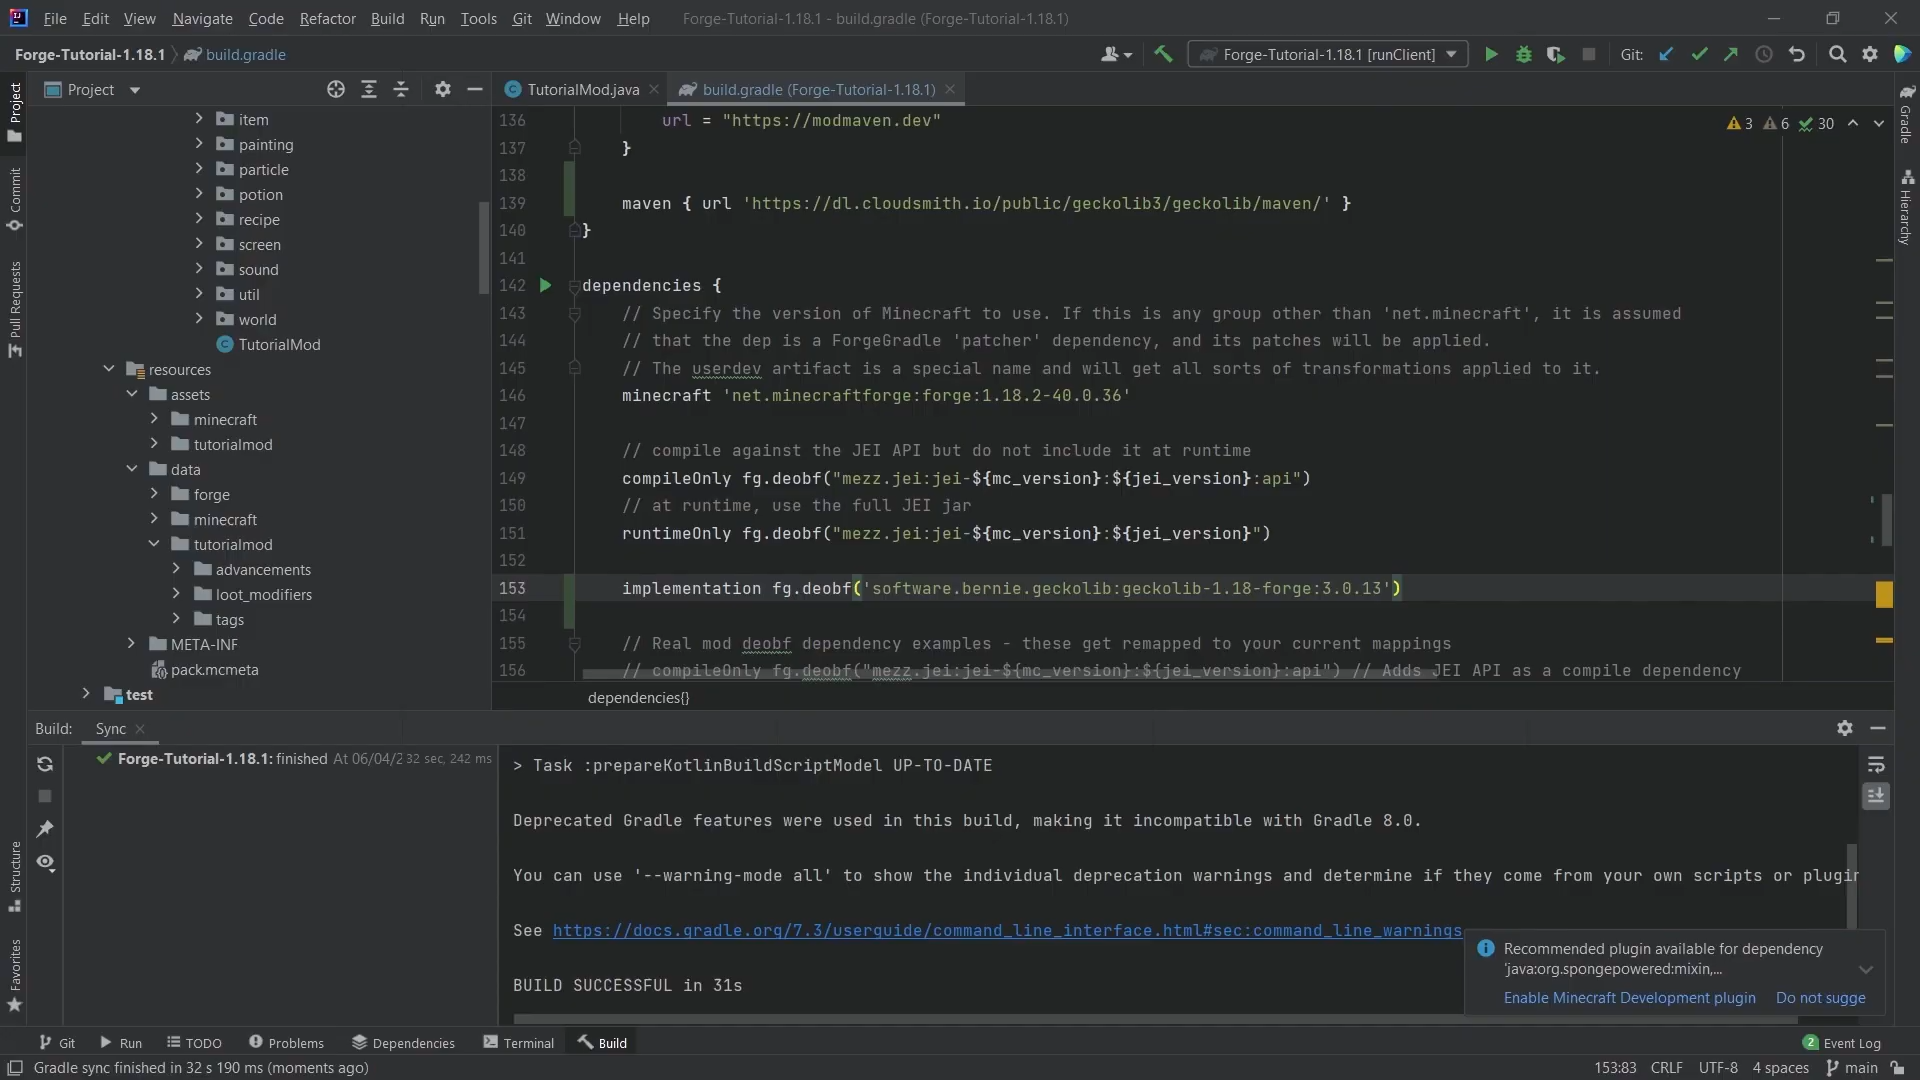 File Edit View Navigate Code Refactor Build Run Tools Git Window Help Forge-Tutorial-1.18.1 - build.gradle (Forge-Tutorial-1.18.1)
Forge-Tutorial-1.18.1 build.gradle Forge-Tutorial-1.18.1 [runClient] Git:
Project
TutorialMod.java build.gradle (Forge-Tutorial-1.18.1)
Project
Commit
Pull Requests
Structure
Favorites
item
painting
particle
potion
recipe
screen
sound
util
world
TutorialMod
resources
assets
minecraft
tutorialmod
data
forge
minecraft
tutorialmod
advancements
loot_modifiers
tags
META-INF
pack.mcmeta
test
3 6 30
136 url = "https://modmaven.dev"
137 }
138
139 maven { url 'https://dl.cloudsmith.io/public/geckolib3/geckolib/maven/' }
140 }
141
142 dependencies {
143 // Specify the version of Minecraft to use. If this is any group other than 'net.minecraft', it is assumed
144 // that the dep is a ForgeGradle 'patcher' dependency, and its patches will be applied.
145 // The userdev artifact is a special name and will get all sorts of transformations applied to it.
146 minecraft 'net.minecraftforge:forge:1.18.2-40.0.36'
147
148 // compile against the JEI API but do not include it at runtime
149 compileOnly fg.deobf("mezz.jei:jei-${mc_version}:${jei_version}:api")
150 // at runtime, use the full JEI jar
151 runtimeOnly fg.deobf("mezz.jei:jei-${mc_version}:${jei_version}")
152
153 implementation fg.deobf('software.bernie.geckolib:geckolib-1.18-forge:3.0.13')
154
155 // Real mod deobf dependency examples - these get remapped to your current mappings
156 // compileOnly fg.deobf("mezz.jei:jei-${mc_version}:${jei_version}:api") // Adds JEI API as a compile dependency
dependencies{}
Gradle
Hierarchy
Build: Sync
Forge-Tutorial-1.18.1: finished At 06/04/2 32 sec, 242 ms
> Task :prepareKotlinBuildScriptModel UP-TO-DATE
Deprecated Gradle features were used in this build, making it incompatible with Gradle 8.0.
You can use '--warning-mode all' to show the individual deprecation warnings and determine if they come from your own scripts or plugin
See https://docs.gradle.org/7.3/userguide/command_line_interface.html#sec:command_line_warnings
BUILD SUCCESSFUL in 31s
Recommended plugin available for dependency
'java:org.spongepowered:mixin,...
Enable Minecraft Development plugin Do not sugge
Git Run TODO Problems Dependencies Terminal Build 2 Event Log
Gradle sync finished in 32 s 190 ms (moments ago) 153:83 CRLF UTF-8 4 spaces main